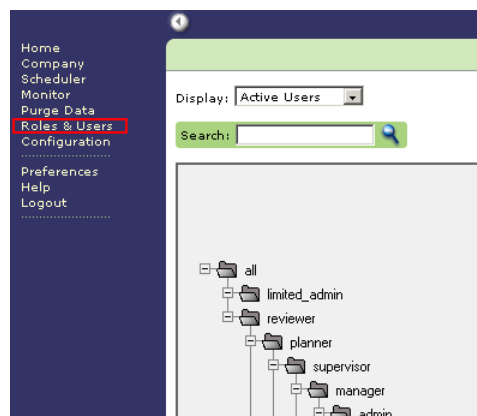 Home
Company
Scheduler
Monitor
Purge Data
Roles & Users
Configuration
Preferences
Help
Logout
Display: Active Users
Search:
all
limited_admin
reviewer
planner
supervisor
manager
admin